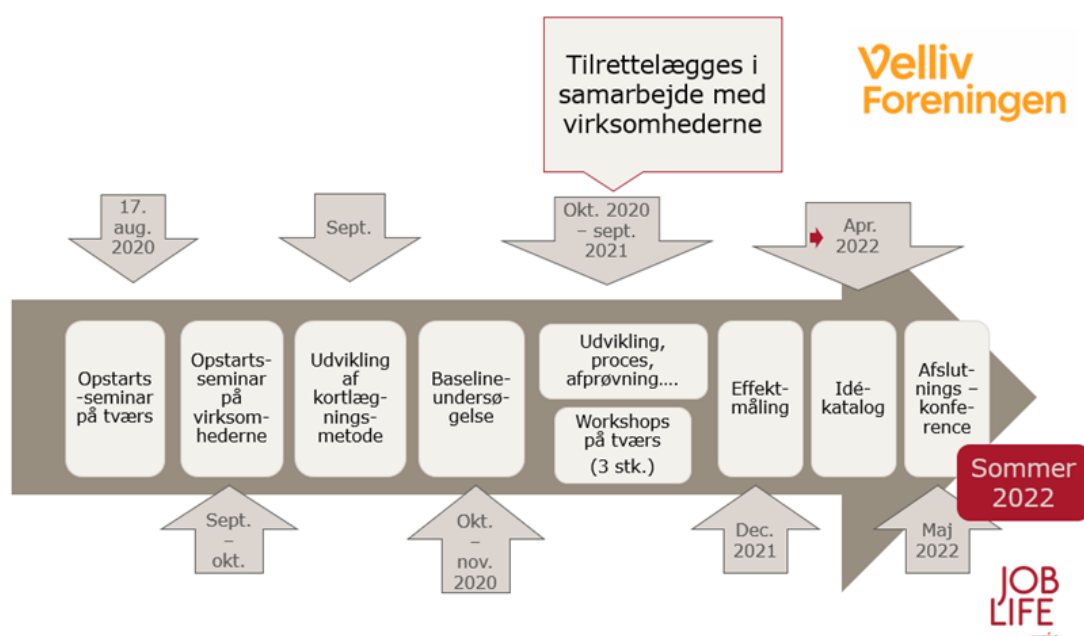 Tilrettelægges i
samarbejde med
virksomhederne
Velliv
Foreningen
17.
aug.
2020
Sept.
Okt. 2020
– sept.
2021
Apr.
2022
Opstarts
-seminar
på tværs
Opstarts-
seminar
på
virksom-
hederne
Udvikling
af
kortlæg-
nings-
metode
Baseline-
undersø-
gelse
Udvikling,
proces,
afprøvning....
Workshops
på tværs
(3 stk.)
Effekt-
måling
Idé-
katalog
Afslut-
nings –
konfe-
rence
Sommer
2022
Sept.
–
okt.
Okt.
–
nov.
2020
Dec.
2021
Maj
2022
JOB
LIFE